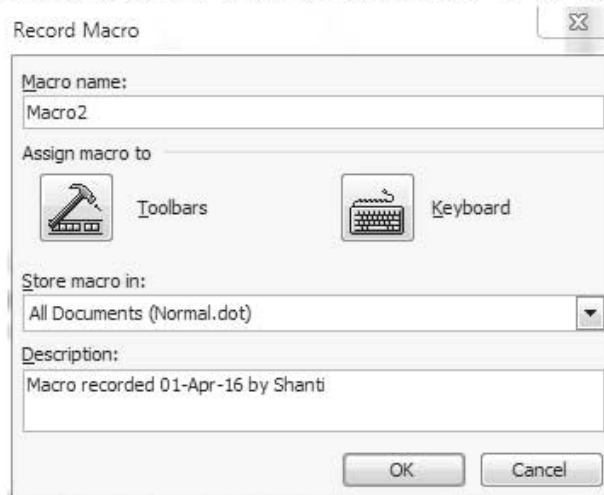 Record Macro
Macro name:
Macro2
Assign macro to
Toolbars
Keyboard
Store macro in:
All Documents (Normal.dot)
Description:
Macro recorded 01-Apr-16 by Shanti
OK
Cancel